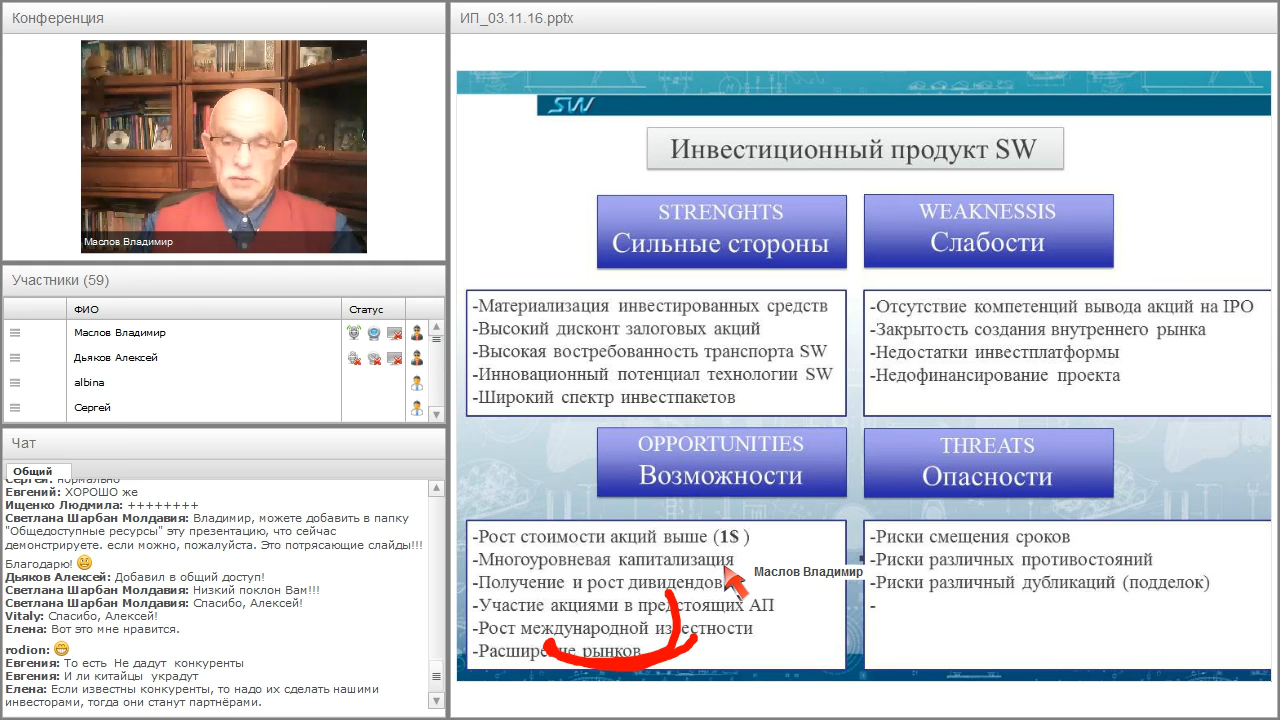 Конференция
Маслов Владимир
Участники (59)
ФИО
Статус
Маслов Владимир
Дьяков Алексей
albina
Сергей
Чат
Общий
Сергей: нормально
Евгений: ХОРОШО же
Ищенко Людмила: ++++++++
Светлана Шарбан Молдавия: Владимир, можете добавить в папку
"Общедоступные ресурсы" эту презентацию, что сейчас
демонстрируете. если можно, пожалуйста. Это потрясающие слайды!!!
Благодарю!
Дьяков Алексей: Добавил в общий доступ!
Светлана Шарбан Молдавия: Низкий поклон Вам!!!
Светлана Шарбан Молдавия: Спасибо, Алексей!
Vitaly: Спасибо, Алексей!
Елена: Вот это мне нравится.
rodion:
Евгения: То есть Не дадут конкуренты
Евгения: И ли китайцы украдут
Елена: Если известны конкуренты, то надо их сделать нашими
инвесторами, тогда они станут партнёрами.
ИП_03.11.16.pptx
SW
Инвестиционный продукт SW
STRENGHTS
Сильные стороны
WEAKNESSIS
Слабости
-Материализация инвестированных средств
-Высокий дисконт залоговых акций
-Высокая востребованность транспорта SW
-Инновационный потенциал технологии SW
-Широкий спектр инвестпакетов
-Отсутствие компетенций вывода акций на IPO
-Закрытость создания внутреннего рынка
-Недостатки инвестплатформы
-Недофинансирование проекта
OPPORTUNITIES
Возможности
THREATS
Опасности
-Рост стоимости акций выше (1$ )
-Многоуровневая капитализация
-Получение и рост дивидендов
-Участие акциями в предстоящих АП
-Рост международной известности
-Расширение рынков
Маслов Владимир
-Риски смещения сроков
-Риски различных противостояний
-Риски различный дубликаций (подделок)
-